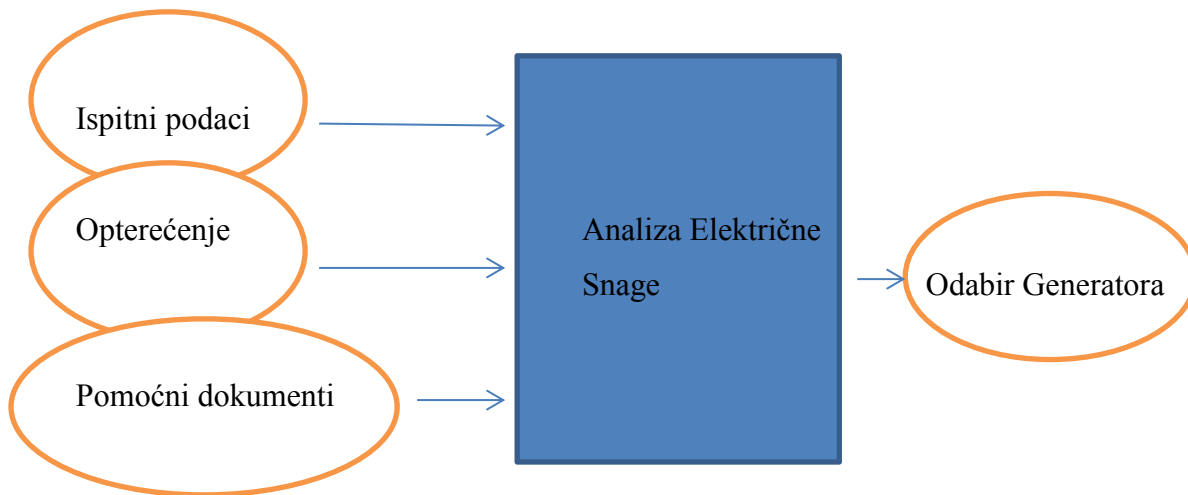 Ispitni podaci
Opterećenje
Pomoćni dokumenti
Analiza Električne
Snage
Odabir Generatora